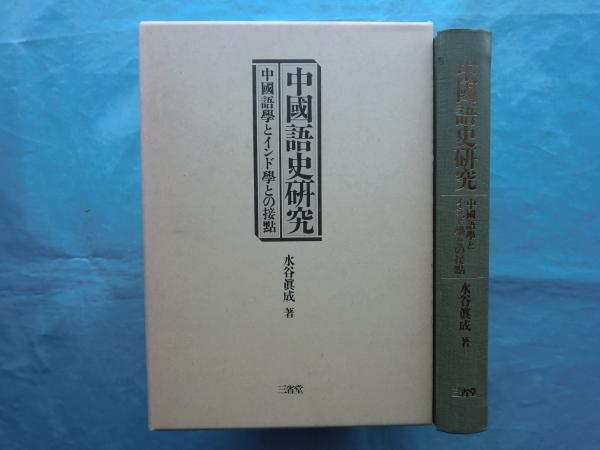 中國語史硏究
中國語學とインド學との接點
水谷眞成 著
三省堂
中國語史硏究
中國語學と
インド學との接點
水谷眞成 著
三省堂